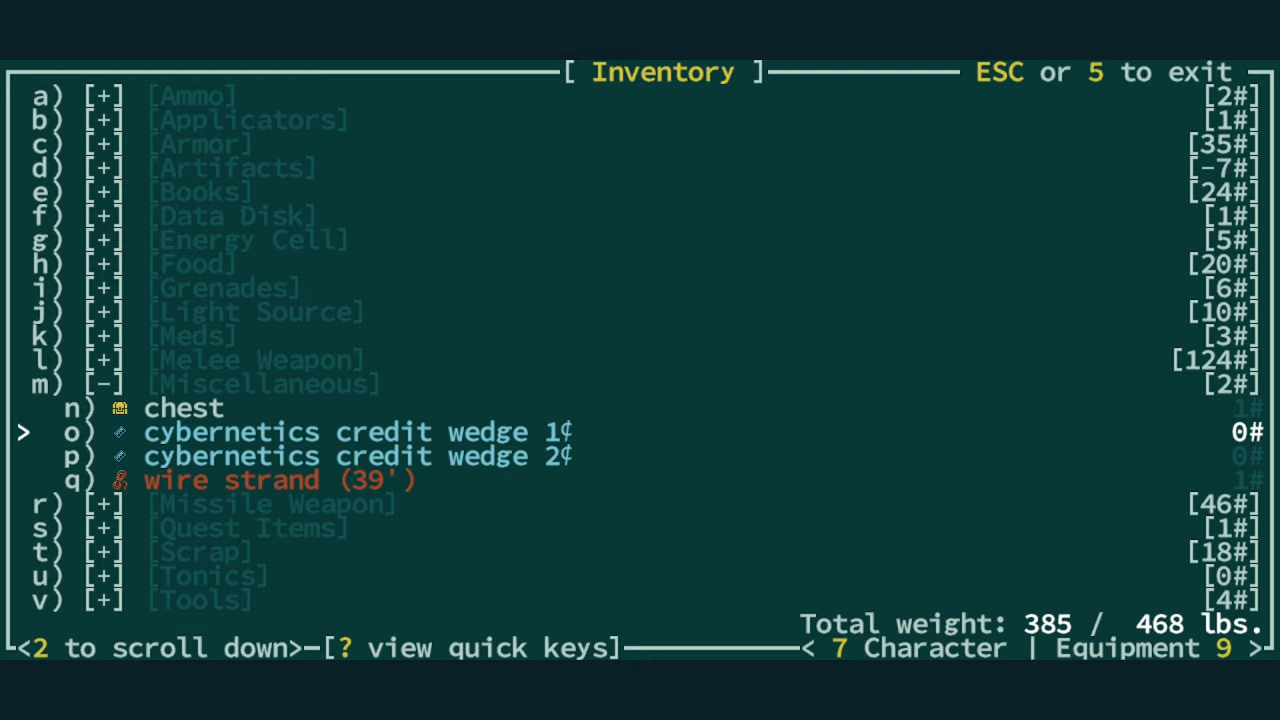 [ Inventory ] ESC or 5 to exit
a) [+] [Ammo] [2#]
b) [+] [Applicators] [1#]
c) [+] [Armor] [35#]
d) [+] [Artifacts] [-7#]
e) [+] [Books] [24#]
f) [+] [Data Disk] [1#]
g) [+] [Energy Cell] [5#]
h) [+] [Food] [20#]
i) [+] [Grenades] [6#]
j) [+] [Light Source] [10#]
k) [+] [Meds] [3#]
l) [+] [Melee Weapon] [124#]
m) [-] [Miscellaneous] [2#]
n) chest 1#
> o) cybernetics credit wedge 1¢ 0#
p) cybernetics credit wedge 2¢ 0#
q) wire strand (39') 1#
r) [+] [Missile Weapon] [46#]
s) [+] [Quest Items] [1#]
t) [+] [Scrap] [18#]
u) [+] [Tonics] [0#]
v) [+] [Tools] [4#]
Total weight: 385 / 468 lbs.
<2 to scroll down> [? view quick keys] < 7 Character | Equipment 9 >